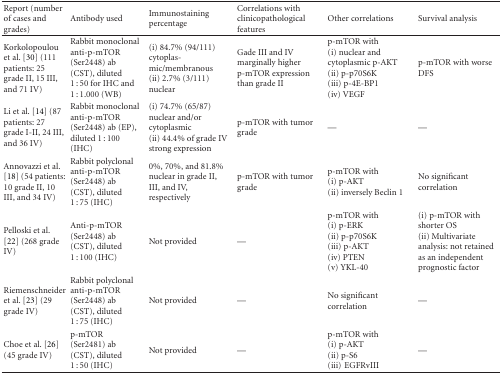 Report (number of cases and grades)
Antibody used
Immunostaining percentage
Correlations with clinicopathological features
Other correlations
Survival analysis
Korkolopoulou et al. [30] (111 patients: 25 grade II, 15 III, and 71 IV)
Rabbit monoclonal anti-p-mTOR (Ser2448) ab (CST), diluted 1 : 50 for IHC and 1 : 1.000 (WB)
(i) 84.7% (94/111) cytoplas-mic/membranous
(ii) 2.7% (3/111) nuclear
Gade III and IV marginally higher p-mTOR expression than grade II
p-mTOR with
(i) nuclear and cytoplasmic p-AKT
(ii) p-p70S6K
(iii) p-4E-BP1
(iv) VEGF
p-mTOR with worse DFS
Li et al. [14] (87 patients: 27 grade I-II, 24 III, and 36 IV)
Rabbit monoclonal anti-p-mTOR (Ser2448) ab (EP), diluted 1 : 100 (IHC)
(i) 74.7% (65/87) nuclear and/or cytoplasmic
(ii) 44.4% of grade IV strong expression
p-mTOR with tumor grade
—
—
Annovazzi et al. [18] (54 patients: 10 grade II, 10 III, and 34 IV)
Rabbit polyclonal anti-p-mTOR (Ser2448) ab (CST), diluted 1 : 75 (IHC)
0%, 70%, and 81.8% nuclear in grade II, III, and IV, respectively
p-mTOR with tumor grade
p-mTOR with
(i) p-AKT
(ii) inversely Beclin 1
No significant correlation
Pelloski et al. [22] (268 grade IV)
Anti-p-mTOR (Ser2448) ab (CST), diluted 1 : 100 (IHC)
Not provided
—
p-mTOR with
(i) p-ERK
(ii) p-p70S6K
(iii) p-AKT
(iv) PTEN
(v) YKL-40
(i) p-mTOR with shorter OS
(ii) Multivariate analysis: not retained as an independent prognostic factor
Riemenschneider et al. [23] (29 grade IV)
Rabbit polyclonal anti-p-mTOR (Ser2448) ab (CST), diluted 1 : 75 (IHC)
Not provided
—
No significant correlation
—
Choe et al. [26] (45 grade IV)
p-mTOR (Ser2481) ab (CST), diluted 1 : 50 (IHC)
Not provided
—
p-mTOR with
(i) p-AKT
(ii) p-S6
(iii) EGFRvIII
—